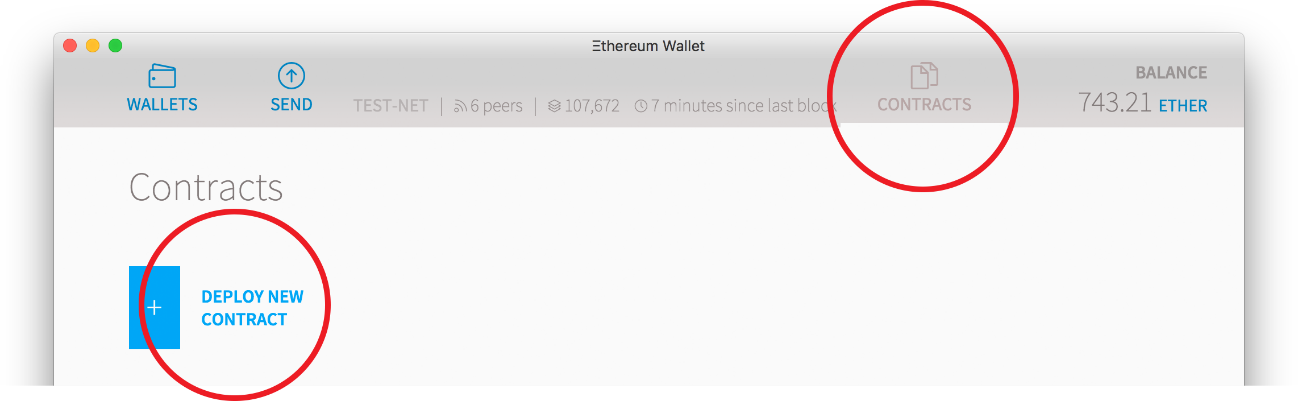 Ξthereum Wallet
WALLETS
SEND
TEST-NET | 6 peers | 107,672 7 minutes since last block
CONTRACTS
BALANCE
743.21 ETHER
Contracts
+
DEPLOY NEW
CONTRACT